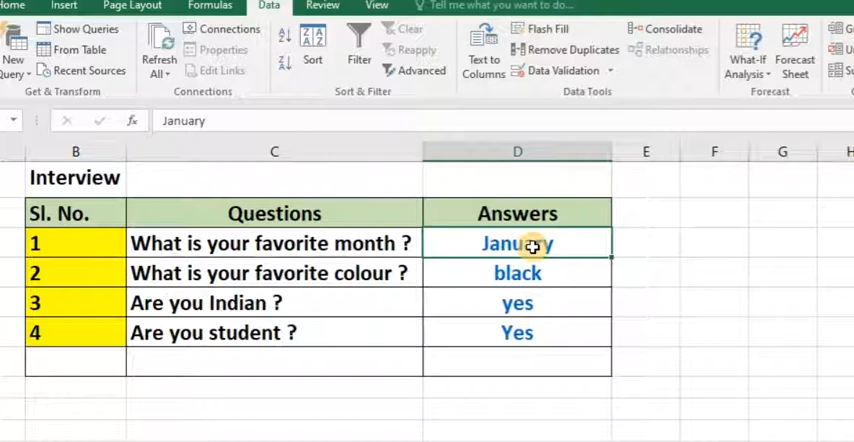 Home Insert Page Layout Formulas Data Review View Tell me what you want to do...
Show Queries
From Table
Recent Sources
New
Query
Get & Transform
Refresh
All
Connections
Properties
Edit Links
Connections
Sort
Filter
Clear
Reapply
Advanced
Sort & Filter
Text to
Columns
Flash Fill
Remove Duplicates
Data Validation
Consolidate
Relationships
Data Tools
What-If
Analysis
Forecast
Sheet
Forecast
fx January
B C D E F G H
Interview
Sl. No. Questions Answers
1 What is your favorite month ? January
2 What is your favorite colour ? black
3 Are you Indian ? yes
4 Are you student ? Yes